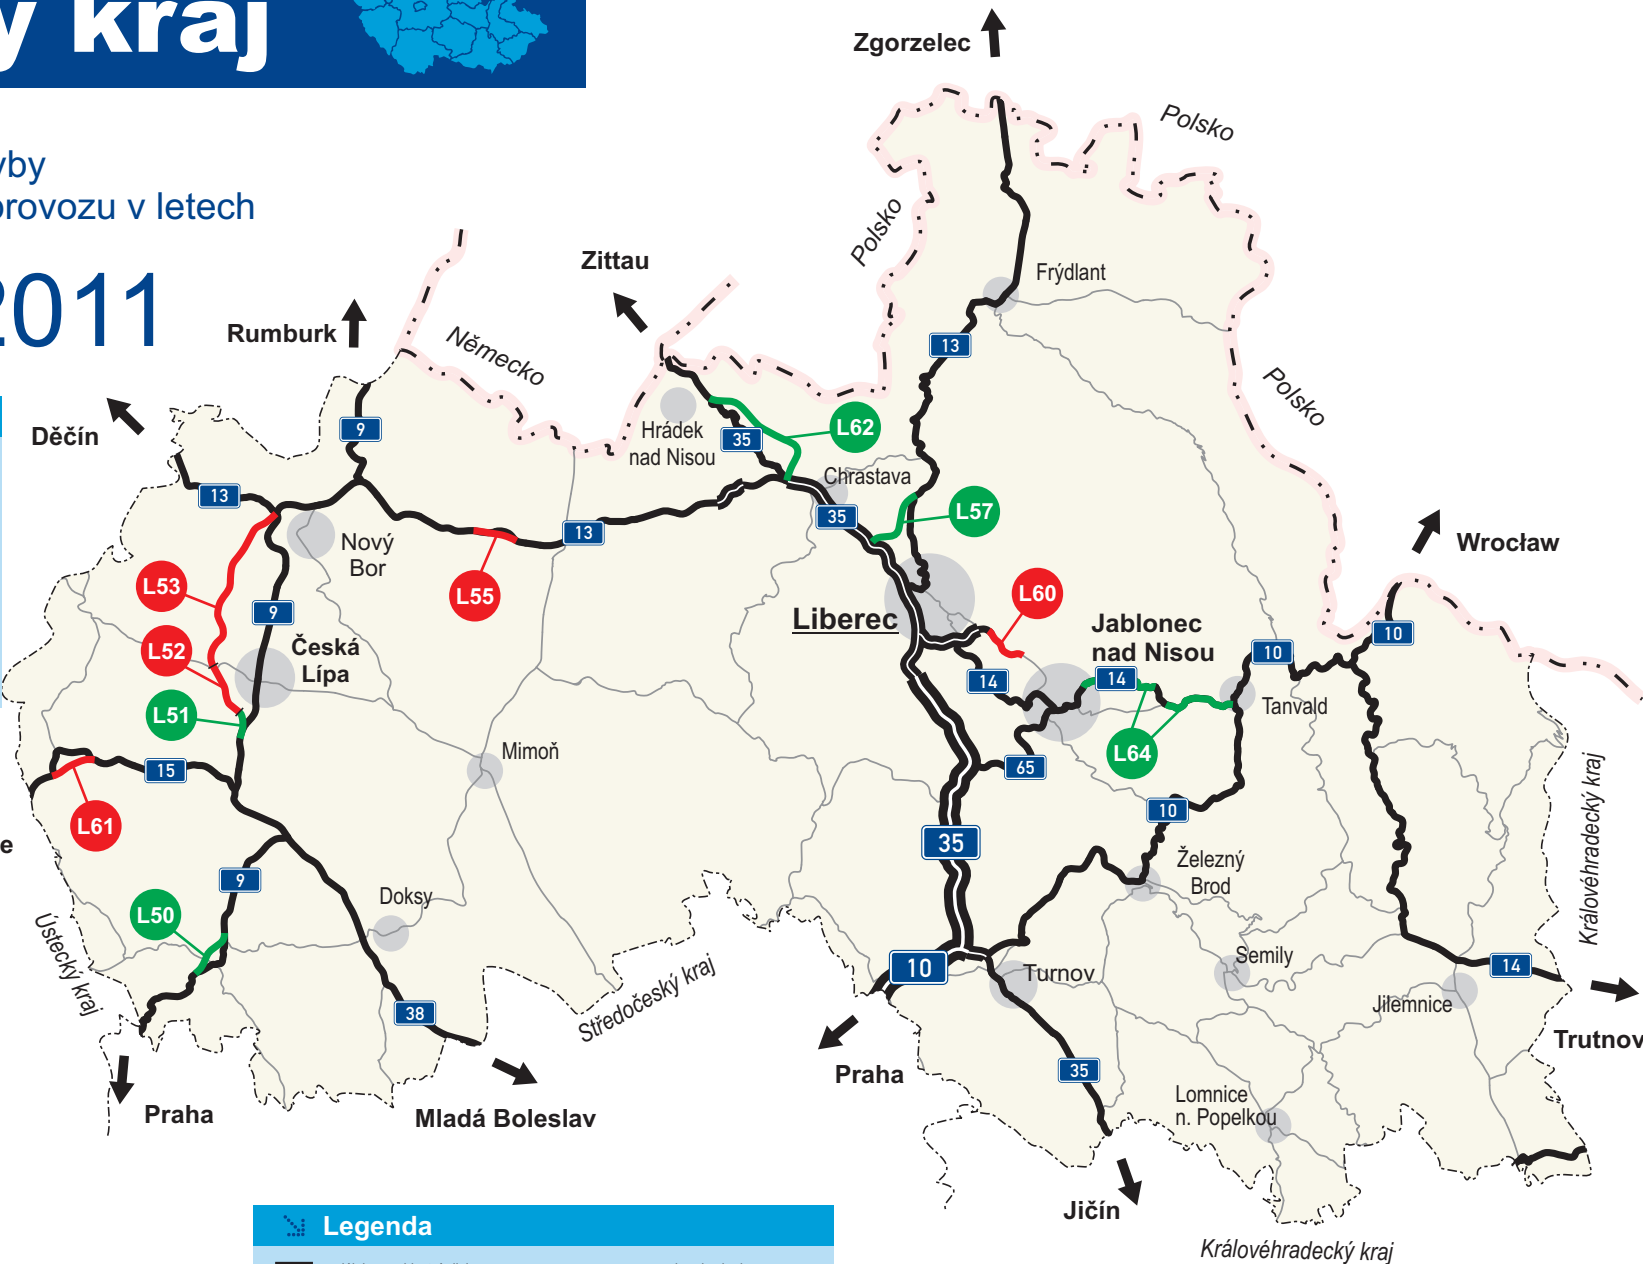 ý kraj
yby
provozu v letech
2011
Zgorzelec
Polsko
Polsko
Frýdlant
13
Zittau
Rumburk
Německo
Polsko
Děčín
9
Hrádek
nad Nisou
35
L62
Chrastava
13
35
L57
13
Nový
Bor
Wrocław
L53
L55
L60
9
Liberec
Jablonec
nad Nisou
10
10
L52
Česká
Lípa
14
14
Tanvald
L51
Mimoň
L64
15
65
L61
10
e
35
Železný
Brod
Královéhradecký kraj
9
Doksy
L50
Ústecký kraj
10
Turnov
Semily
14
Jilemnice
Středočeský kraj
38
Trutnov
Praha
35
Praha
Mladá Boleslav
Lomnice
n. Popelkou
Jičín
Královéhradecký kraj
Legenda